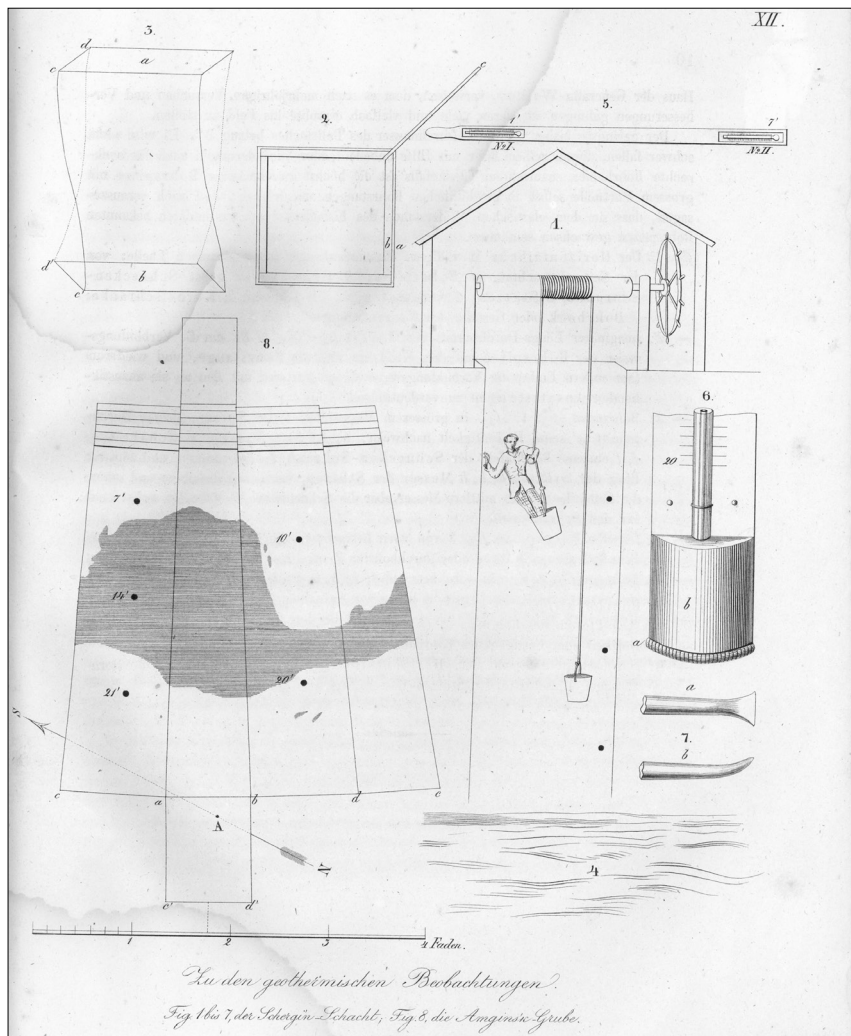 XII.
3.
d
a
c
d'
b
c
2.
c
b
a
5.
1'
7'
№ I.
№ II.
1.
8.
6.
20
b
a
7'
10'
14'
21'
20'
a
7.
b
S.
c
a
b
d
c
A
N
4
c'
d'
1
2
3
4 Faden.
Zu den geothermischen Beobachtungen.
Fig. 1 bis 7, der Schergin-Schacht, Fig. 8, die Amginsk-Grube.